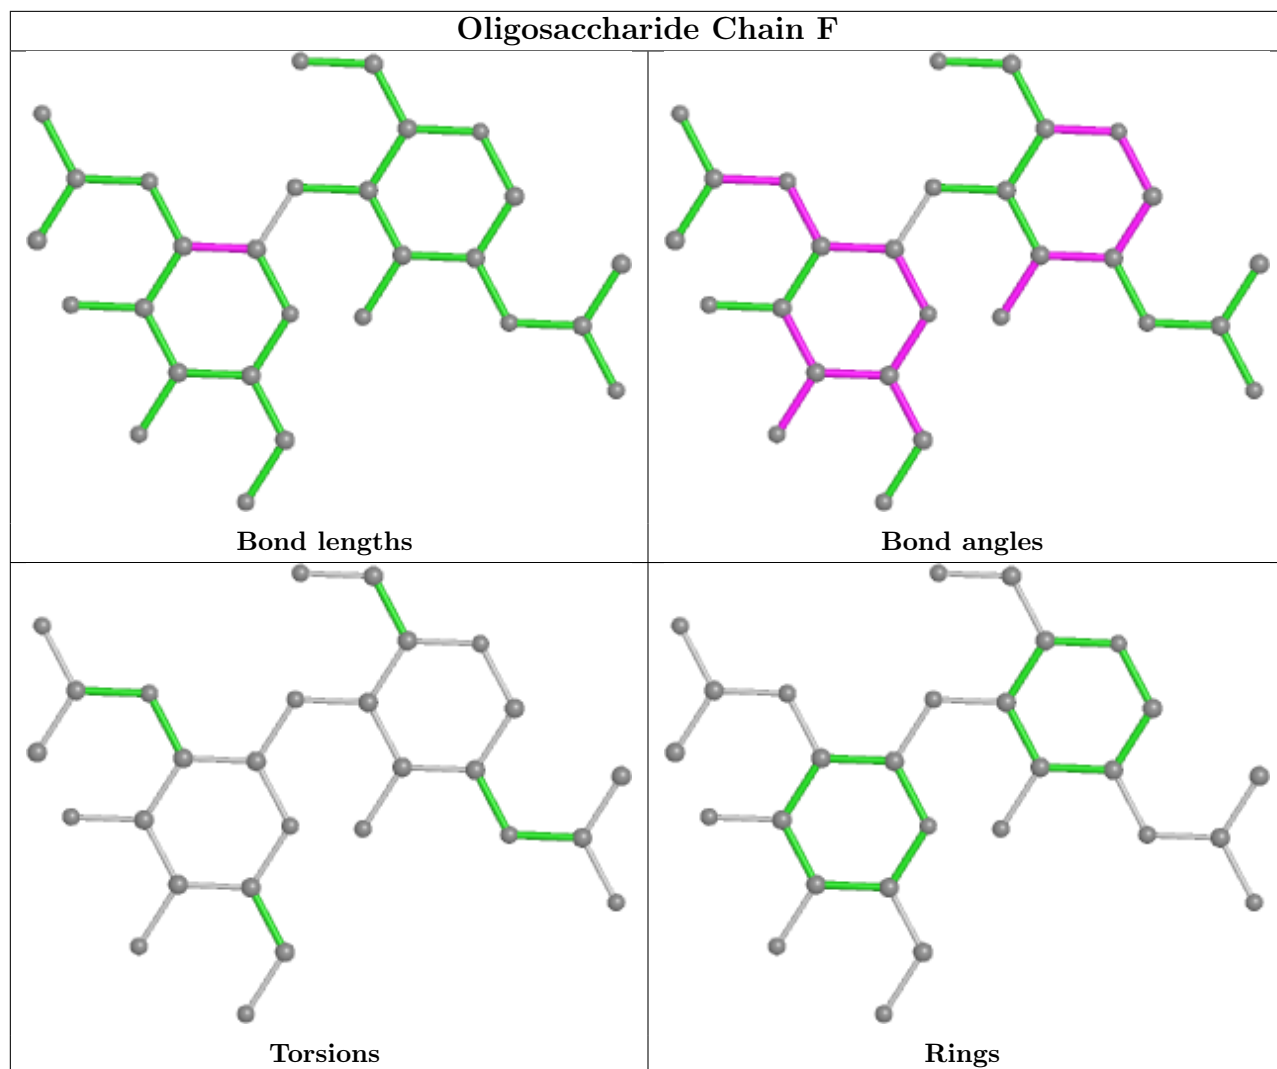 Oligosaccharide Chain F
Bond lengths
Bond angles
Torsions
Rings